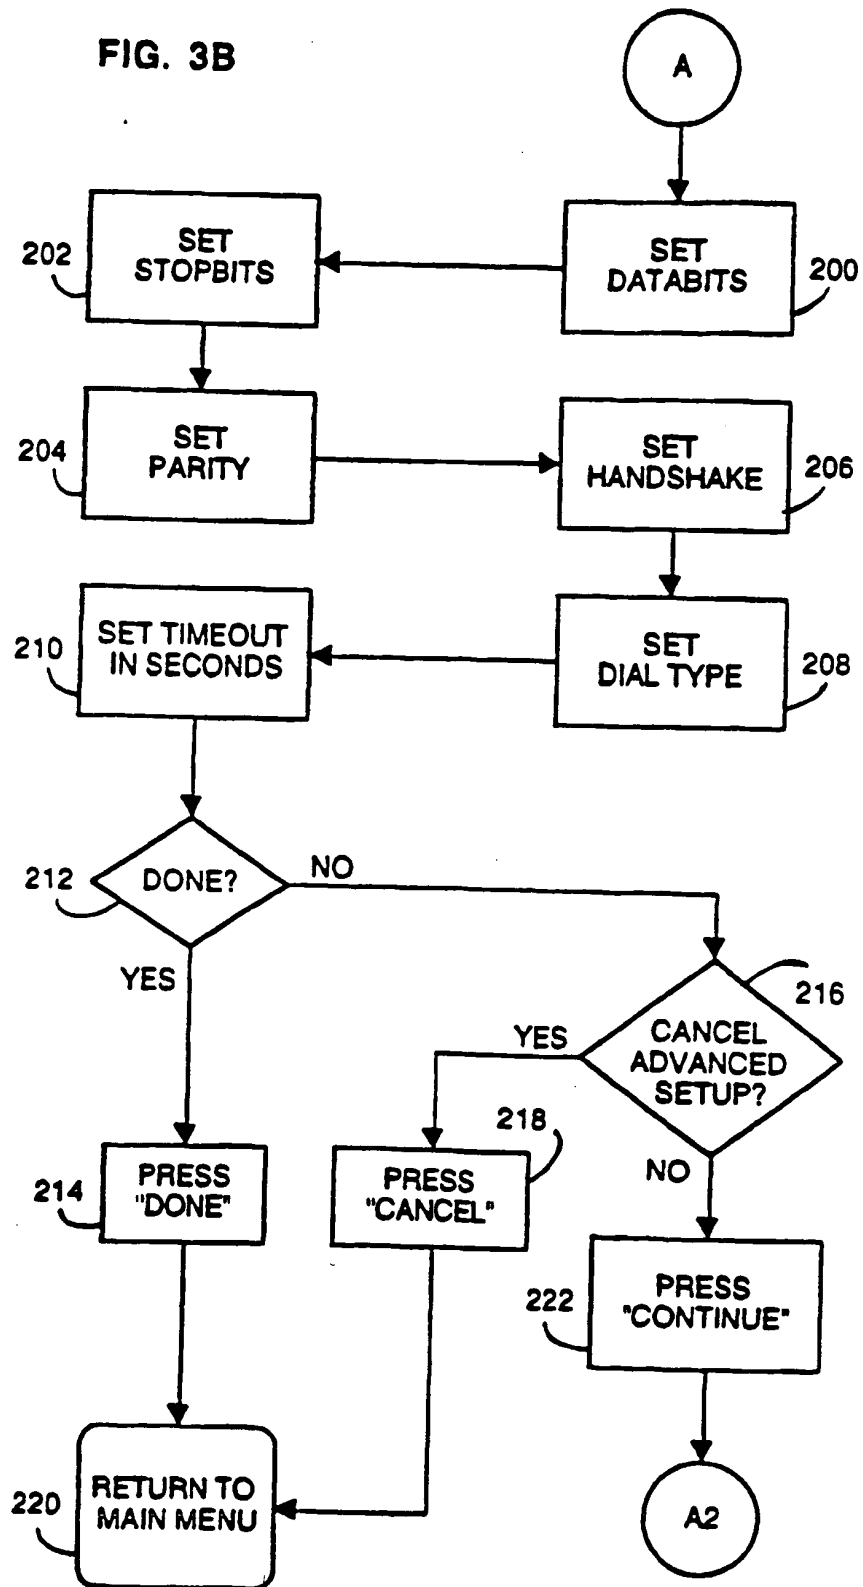 FIG. 3B
A
SET
DATABITS
200
SET
STOPBITS
202
SET
PARITY
204
SET
HANDSHAKE
206
SET
DIAL TYPE
208
SET TIMEOUT
IN SECONDS
210
DONE?
212
NO
YES
CANCEL
ADVANCED
SETUP?
216
YES
NO
PRESS
"DONE"
214
PRESS
"CANCEL"
218
PRESS
"CONTINUE"
222
RETURN TO
MAIN MENU
220
A2